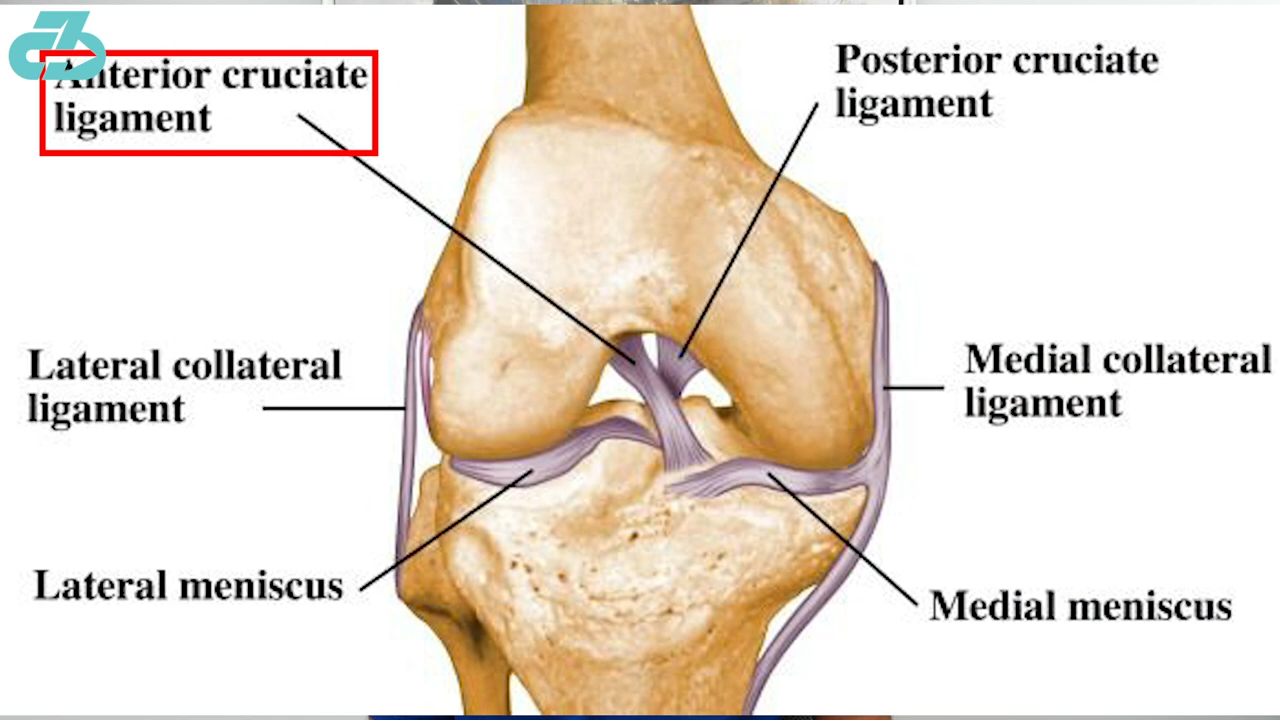 Anterior cruciate
ligament
Posterior cruciate
ligament
Lateral collateral
ligament
Medial collateral
ligament
Lateral meniscus
Medial meniscus